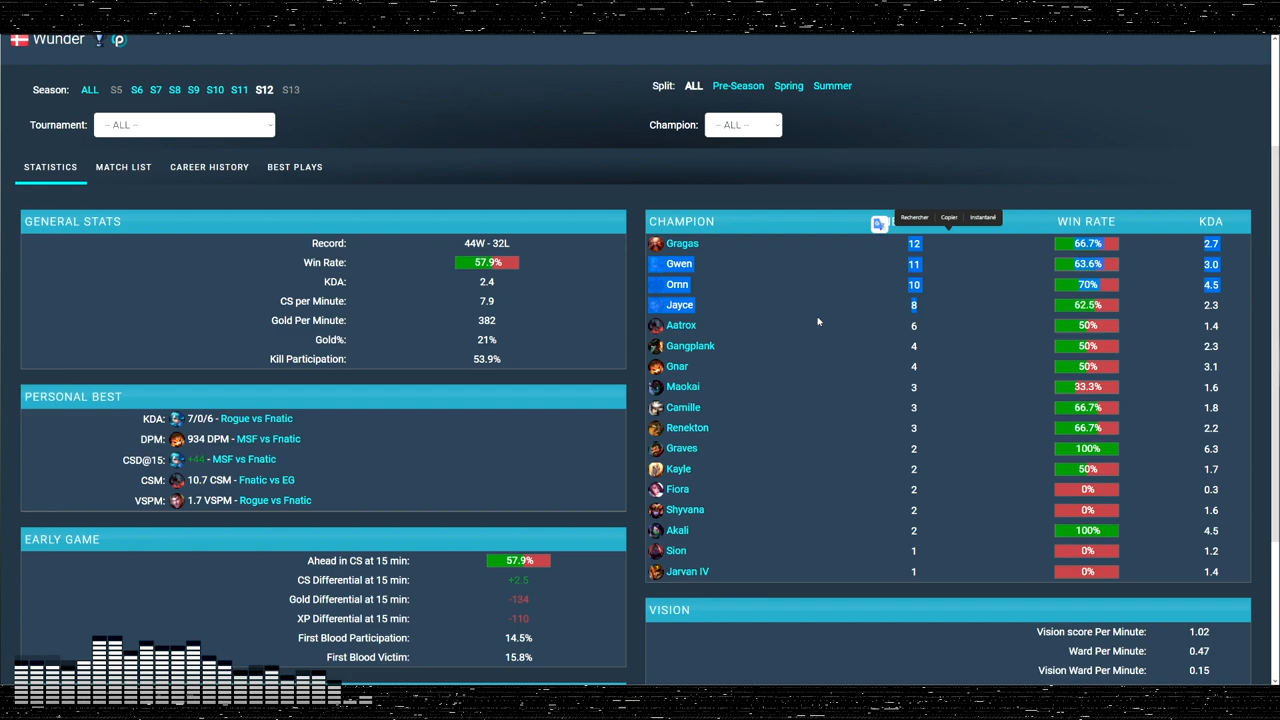 Wunder
Season: ALL S5 S6 S7 S8 S9 S10 S11 S12 S13
Split: ALL Pre-Season Spring Summer
Tournament: -- ALL --
Champion: -- ALL --
STATISTICS MATCH LIST CAREER HISTORY BEST PLAYS
GENERAL STATS
Record: 44W - 32L
Win Rate: 57.9%
KDA: 2.4
CS per Minute: 7.9
Gold Per Minute: 382
Gold%: 21%
Kill Participation: 53.9%
PERSONAL BEST
KDA: 7/0/6 - Rogue vs Fnatic
DPM: 934 DPM - MSF vs Fnatic
CSD@15: +44 - MSF vs Fnatic
CSM: 10.7 CSM - Fnatic vs EG
VSPM: 1.7 VSPM - Rogue vs Fnatic
EARLY GAME
Ahead in CS at 15 min: 57.9%
CS Differential at 15 min: +2.5
Gold Differential at 15 min: -134
XP Differential at 15 min: -110
First Blood Participation: 14.5%
First Blood Victim: 15.8%
Rechercher Copier Instantané
CHAMPION WIN RATE KDA
Gragas 12 66.7% 2.7
Gwen 11 63.6% 3.0
Ornn 10 70% 4.5
Jayce 8 62.5% 2.3
Aatrox 6 50% 1.4
Gangplank 4 50% 2.3
Gnar 4 50% 3.1
Maokai 3 33.3% 1.6
Camille 3 66.7% 1.8
Renekton 3 66.7% 2.2
Graves 2 100% 6.3
Kayle 2 50% 1.7
Fiora 2 0% 0.3
Shyvana 2 0% 1.6
Akali 2 100% 4.5
Sion 1 0% 1.2
Jarvan IV 1 0% 1.4
VISION
Vision score Per Minute: 1.02
Ward Per Minute: 0.47
Vision Ward Per Minute: 0.15